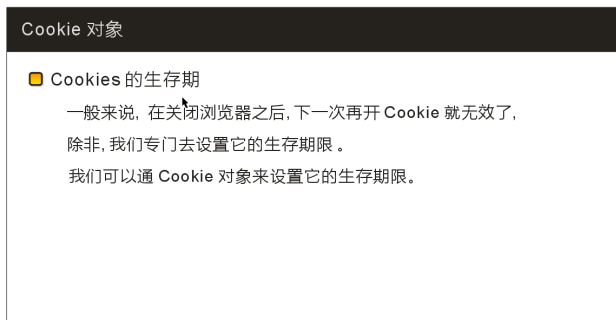 Cookie 对象
Cookies 的生存期
一般来说, 在关闭浏览器之后, 下一次再开 Cookie 就无效了,
除非, 我们专门去设置它的生存期限 。
我们可以通 Cookie 对象来设置它的生存期限。